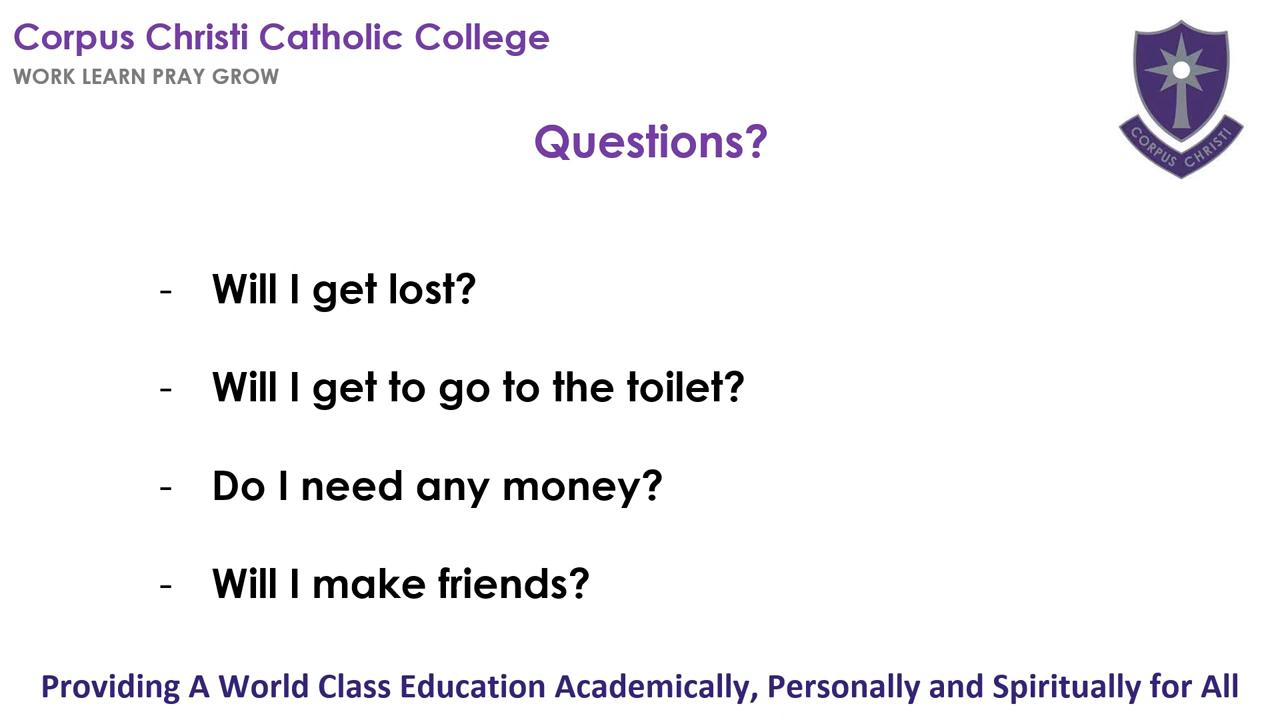 Corpus Christi Catholic College
WORK LEARN PRAY GROW
CORPUS CHRISTI
Questions?
- Will I get lost?
- Will I get to go to the toilet?
- Do I need any money?
- Will I make friends?
Providing A World Class Education Academically, Personally and Spiritually for All